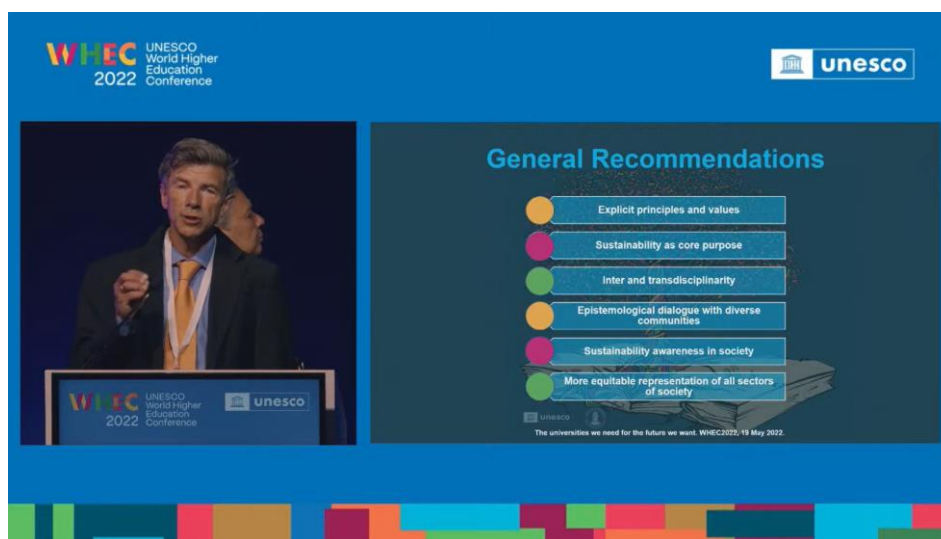 WHEC
2022
UNESCO
World Higher
Education
Conference
unesco
General Recommendations
Explicit principles and values
Sustainability as core purpose
Inter and transdisciplinarity
Epistemological dialogue with diverse
communities
Sustainability awareness in society
More equitable representation of all sectors
of society
unesco
The universities we need for the future we want. WHEC2022, 19 May 2022.
WHEC
2022
UNESCO
World Higher
Education
Conference
unesco